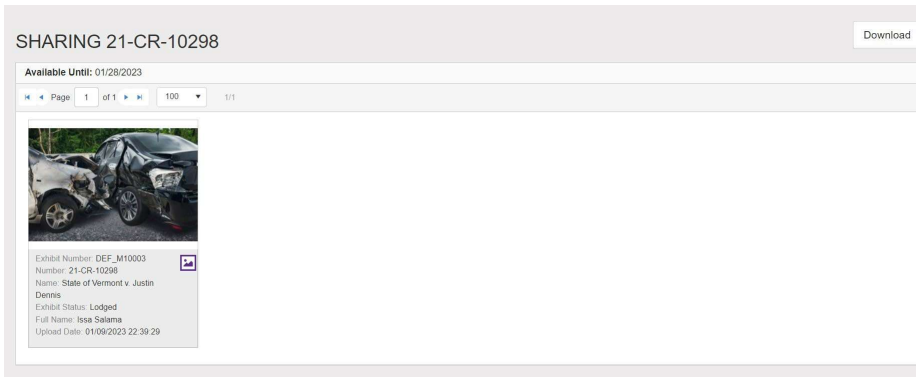 SHARING 21-CR-10298
Download
Available Until: 01/28/2023
Page 1 of 1 100 1/1
Exhibit Number: DEF_M10003
Number: 21-CR-10298
Name: State of Vermont v. Justin
Dennis
Exhibit Status: Lodged
Full Name: Issa Salama
Upload Date: 01/09/2023 22:39:29